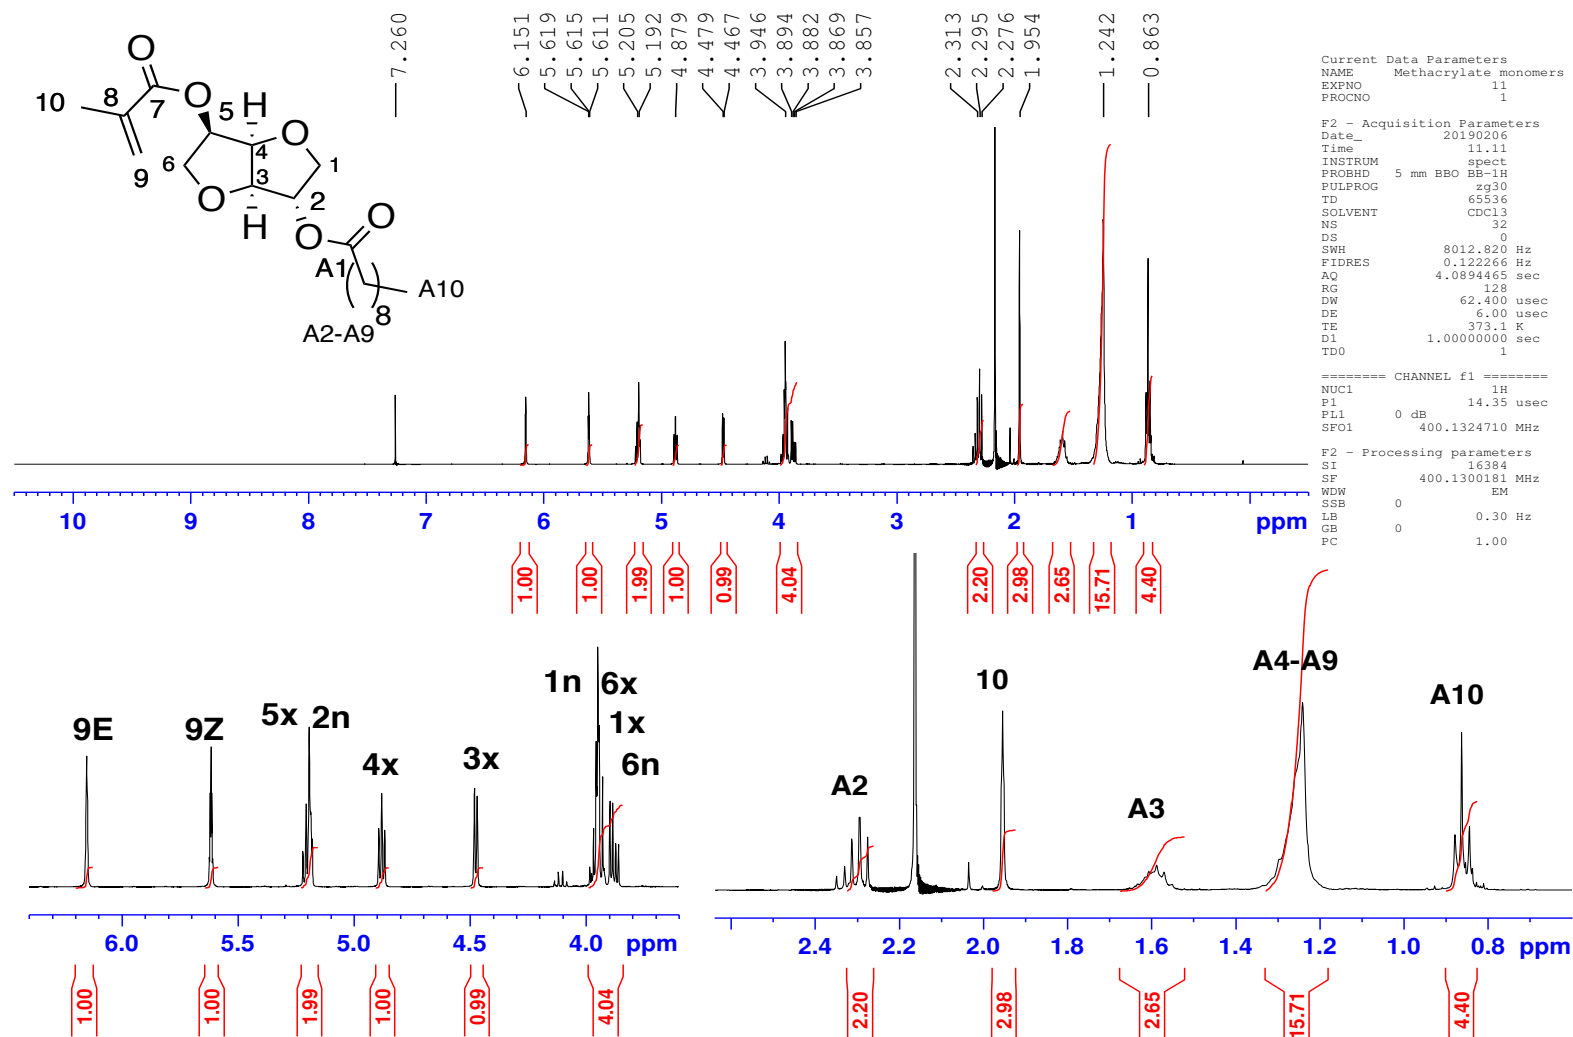 7.260
6.151
5.619
5.615
5.611
5.205
5.192
4.879
4.479
4.467
3.946
3.894
3.882
3.869
3.857
2.313
2.295
2.276
1.954
1.242
0.863
O
10
8
7
O
5
H
O
9
6
4
1
3
O
2
H
O
O
A1
8
A10
A2-A9
Current Data Parameters
NAME Methacrylate monomers
EXPNO 11
PROCNO 1
F2 - Acquisition Parameters
Date_ 20190206
Time 11.11
INSTRUM spect
PROBHD 5 mm BBO BB-1H
PULPROG zg30
TD 65536
SOLVENT CDCl3
NS 32
DS 0
SWH 8012.820 Hz
FIDRES 0.122266 Hz
AQ 4.0894465 sec
RG 128
DW 62.400 usec
DE 6.00 usec
TE 373.1 K
D1 1.00000000 sec
TD0 1
======== CHANNEL f1 ========
NUC1 1H
P1 14.35 usec
PL1 0 dB
SFO1 400.1324710 MHz
F2 - Processing parameters
SI 16384
SF 400.1300181 MHz
WDW EM
SSB 0
LB 0.30 Hz
GB 0
PC 1.00
10 9 8 7 6 5 4 3 2 1 ppm
1.00 1.00 1.99 1.00 0.99 4.04 2.20 2.98 2.65 15.71 4.40
9E
9Z
5x 2n
4x
3x
1n 6x
1x
6n
6.0 5.5 5.0 4.5 4.0 ppm
1.00 1.00 1.99 1.00 0.99 4.04
A2
10
A3
A4-A9
A10
2.4 2.2 2.0 1.8 1.6 1.4 1.2 1.0 0.8 ppm
2.20 2.98 2.65 15.71 4.40